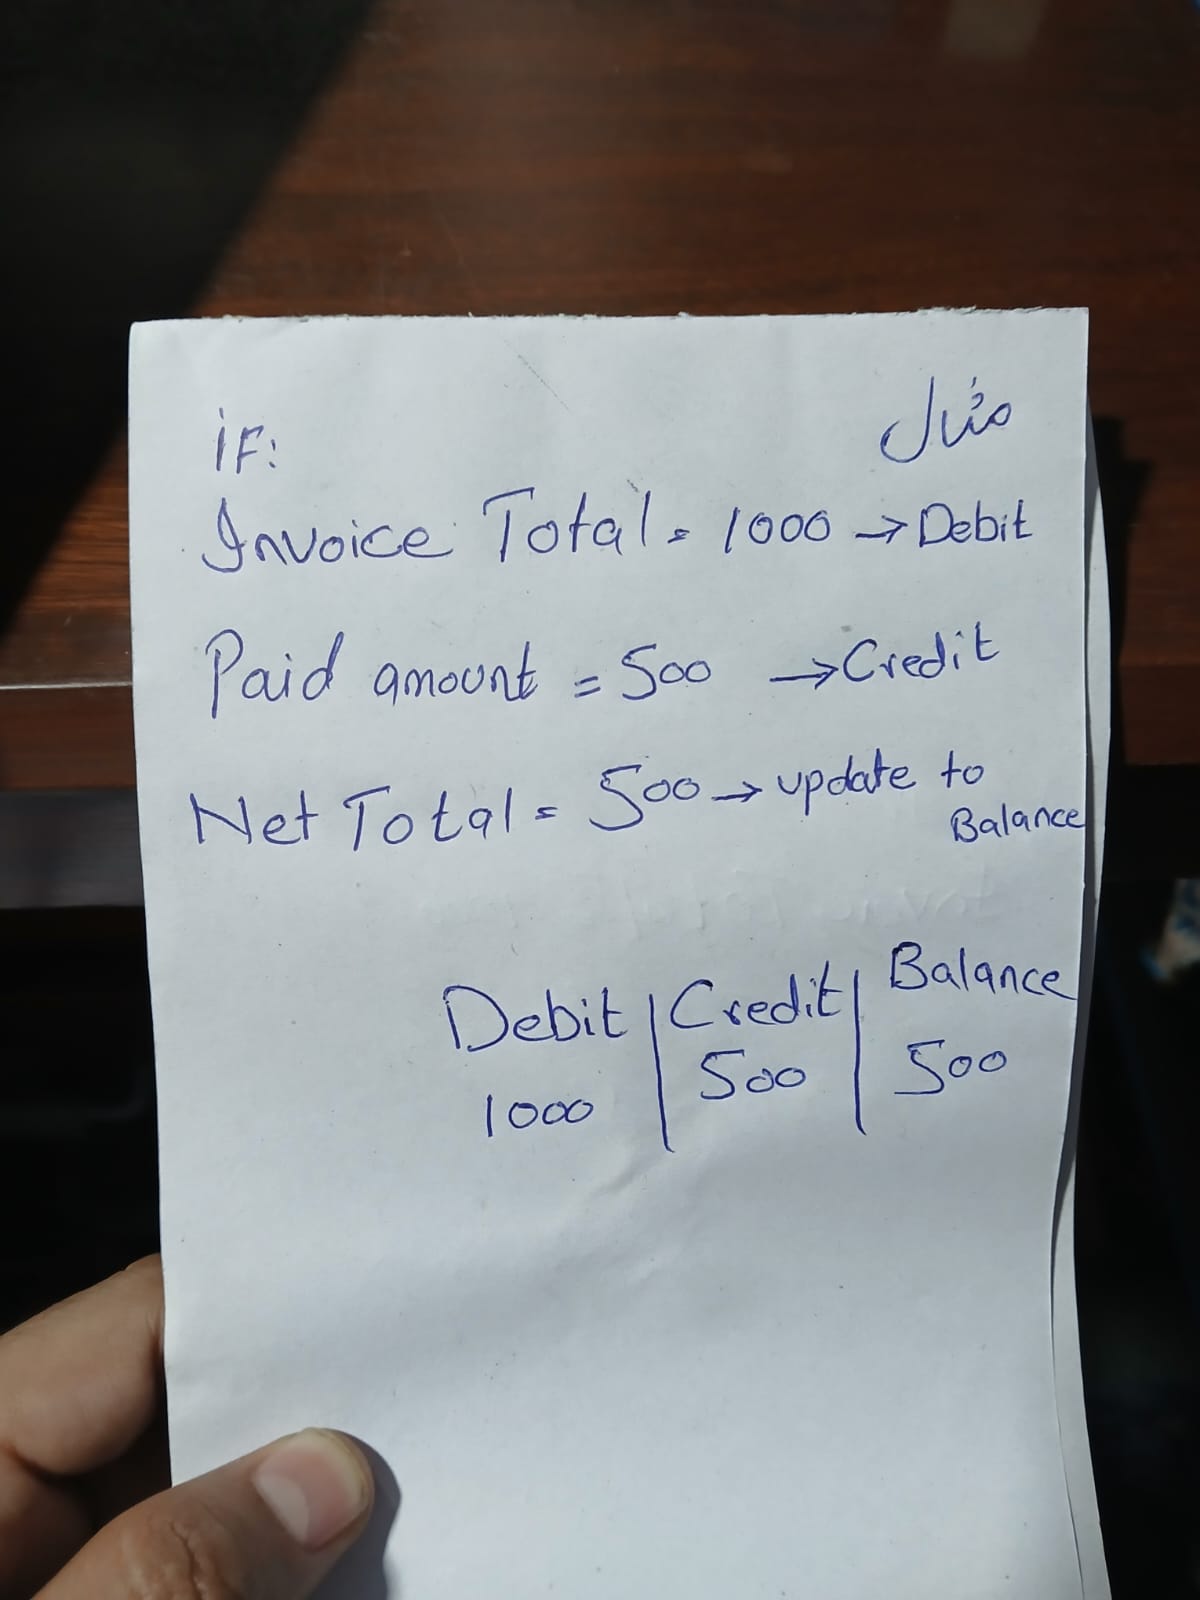 if:
مثال
Invoice Total = 1000 → Debit
Paid amount = 500 → Credit
Net Total = 500 → update to
Balance
Debit | Credit | Balance
1000 | 500 | 500